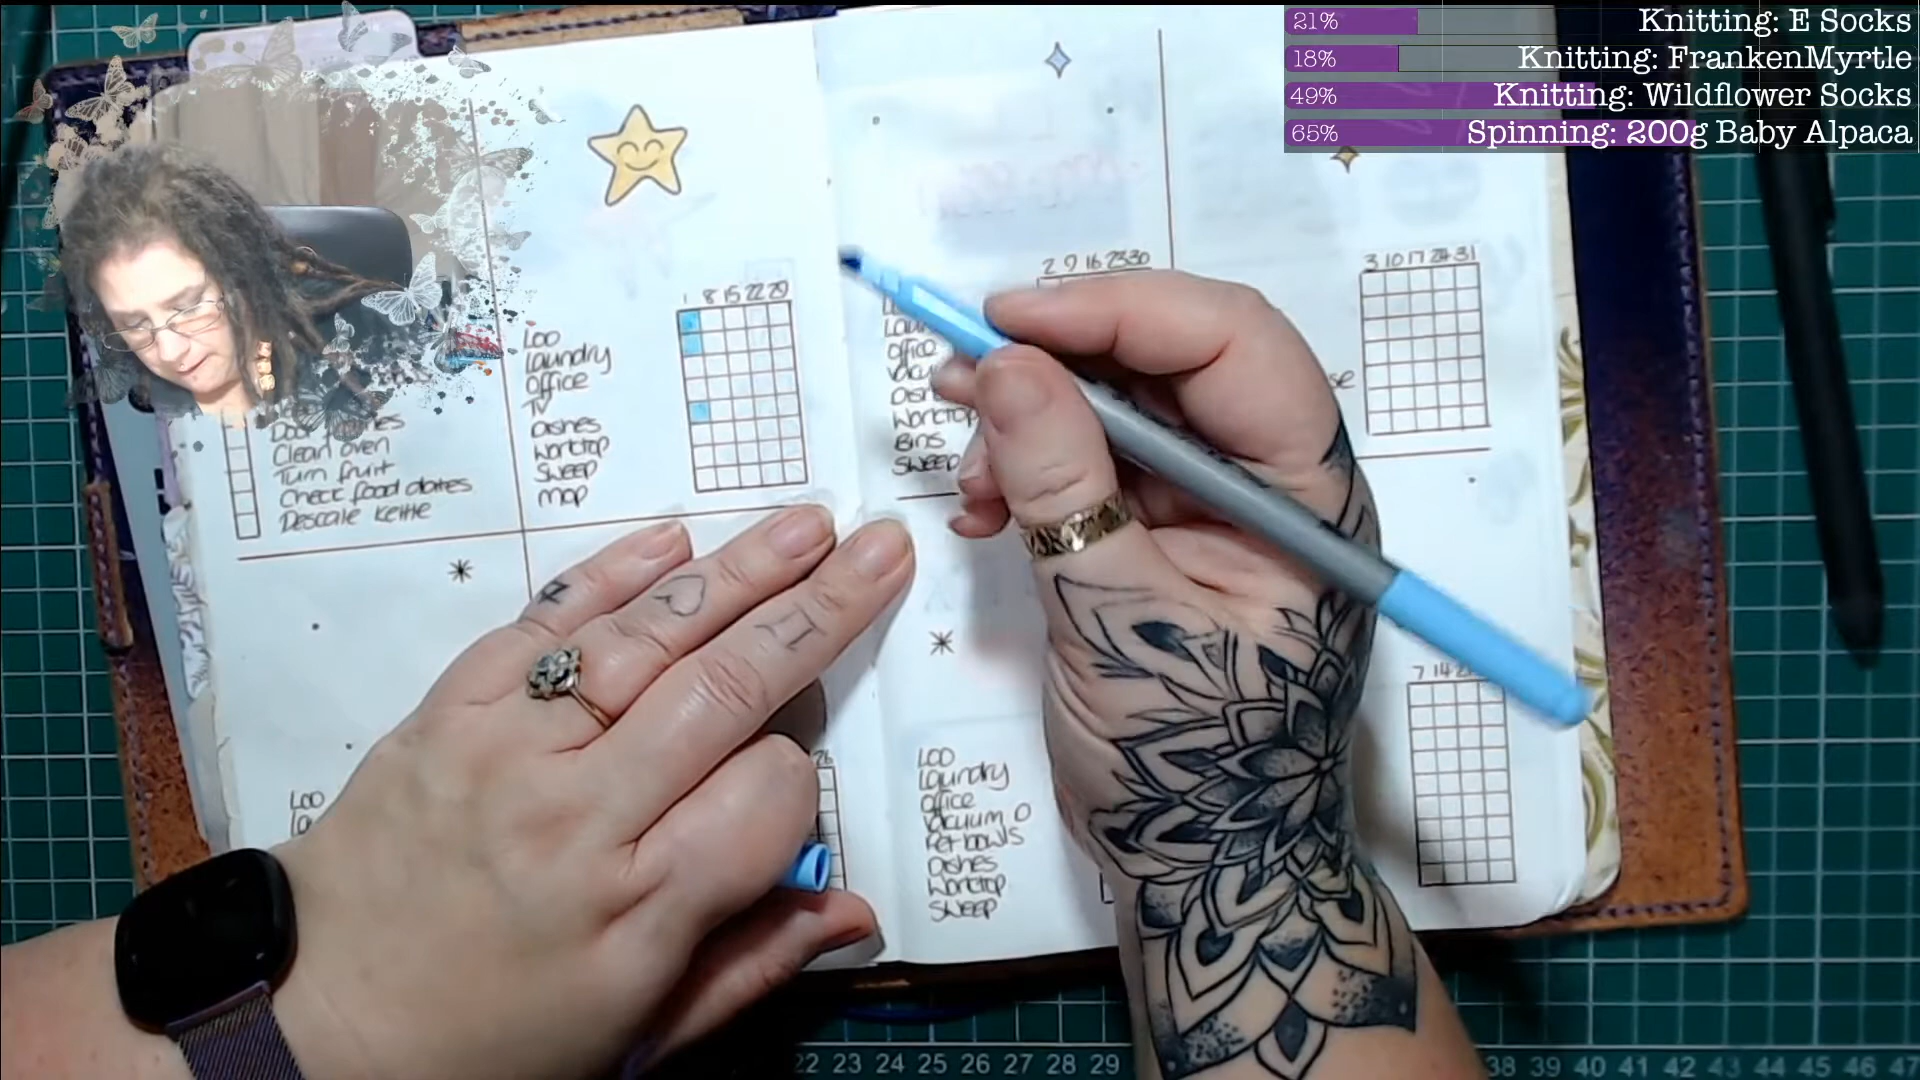 21% Knitting: E Socks
18% Knitting: FrankenMyrtle
49% Knitting: Wildflower Socks
65% Spinning: 200g Baby Alpaca
Clean oven
Turn fruit
Check food dates
Descale kettle
1 8 15 22 29
Loo
Laundry
Office
TV
Dishes
Worktop
Sweep
Mop
2 9 16 23 30
Office
Worktop
Bins
Sweep
3 10 17 24 31
Loo
26
Loo
Laundry
Office
Vacuum O
Pet bowls
Dishes
Worktop
Sweep
7 14
22 23 24 25 26 27 28 29
38 39 40 41 42 43 44 45 46 47